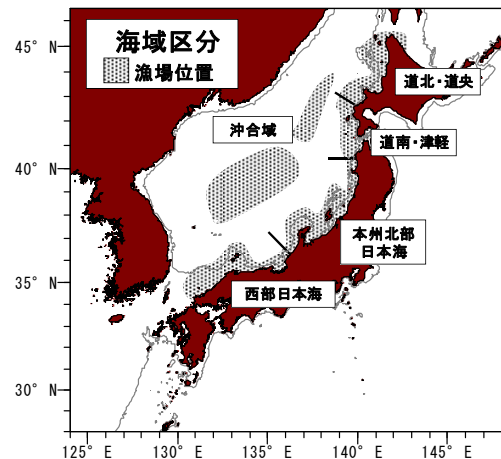 海域区分
漁場位置
道北・道央
沖合域
道南・津軽
本州北部
日本海
西部日本海
45° N
40° N
35° N
30° N
125° E
130° E
135° E
140° E
145° E